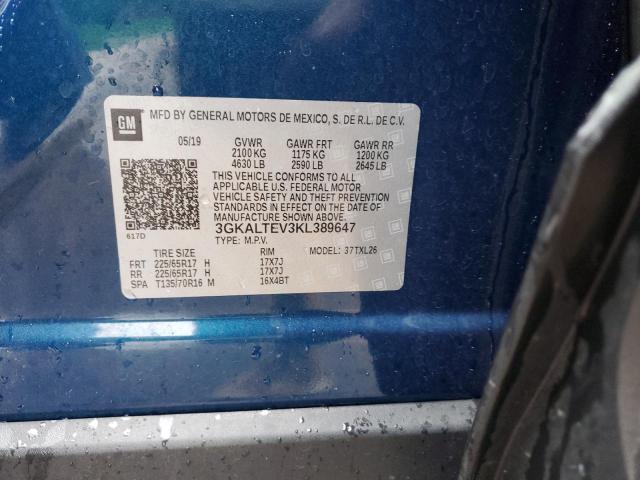 GM
MFD BY GENERAL MOTORS DE MEXICO, S. DE R.L. DE C.V.
05/19 GVWR GAWR FRT GAWR RR
2100 KG 1175 KG 1200 KG
4630 LB 2590 LB 2645 LB
THIS VEHICLE CONFORMS TO ALL
APPLICABLE U.S. FEDERAL MOTOR
VEHICLE SAFETY AND THEFT PREVENTION
STANDARDS IN EFFECT ON THE DATE OF
MANUFACTURE SHOWN ABOVE.
617D 3GKALTEV3KL389647
TYPE: M.P.V. MODEL: 37TXL26
TIRE SIZE RIM
FRT 225/65R17 H 17X7J
RR 225/65R17 H 17X7J
SPA T135/70R16 M 16X4BT